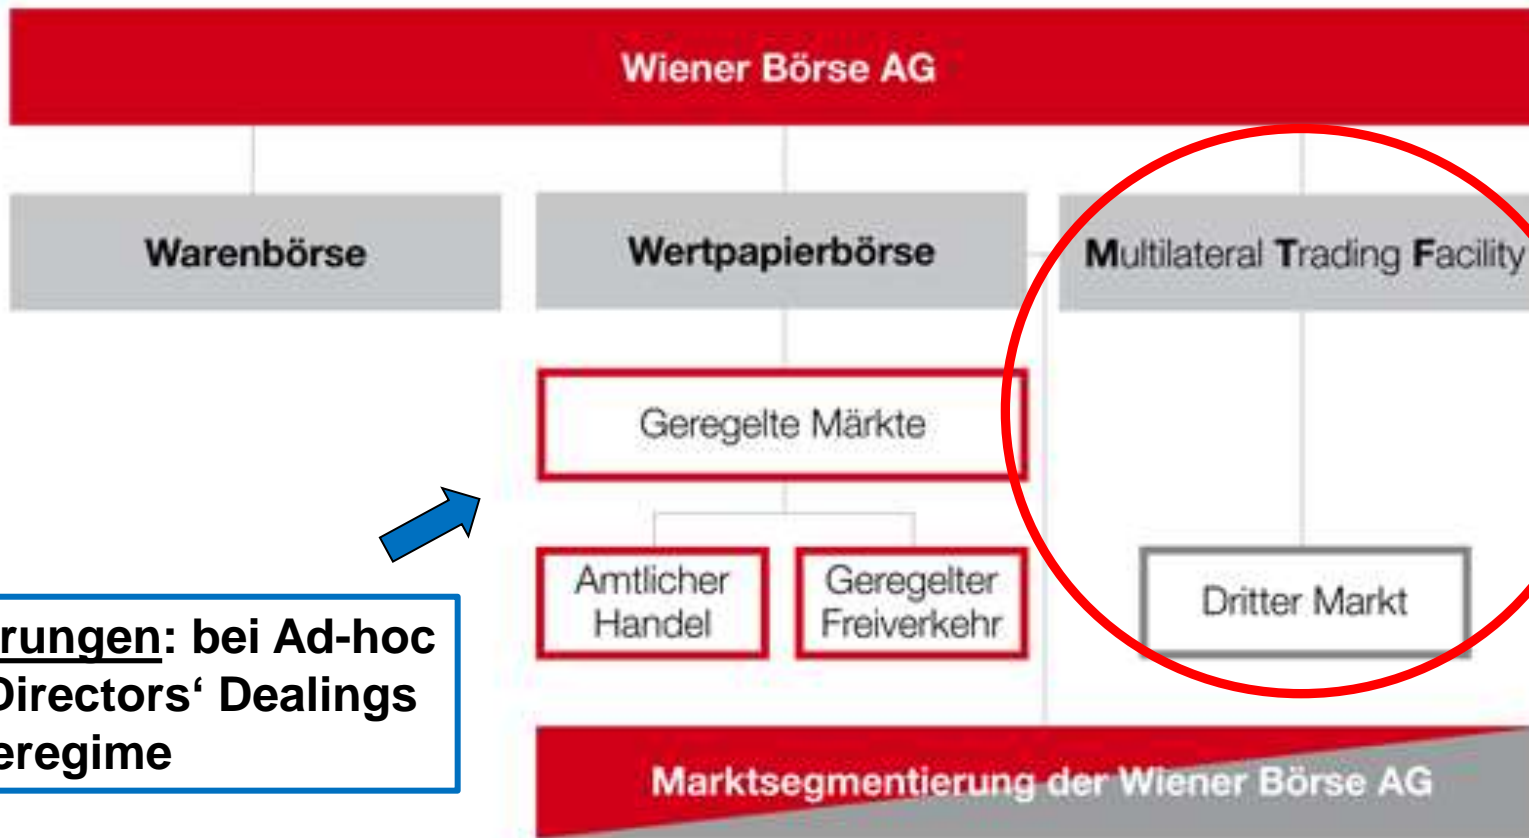 Wiener Börse AG
Warenbörse
Wertpapierbörse
Multilateral Trading Facility
Geregelte Märkte
Amtlicher
Handel
Geregelter
Freiverkehr
Dritter Markt
rungen: bei Ad-hoc
Directors‘ Dealings
eregime
Marktsegmentierung der Wiener Börse AG